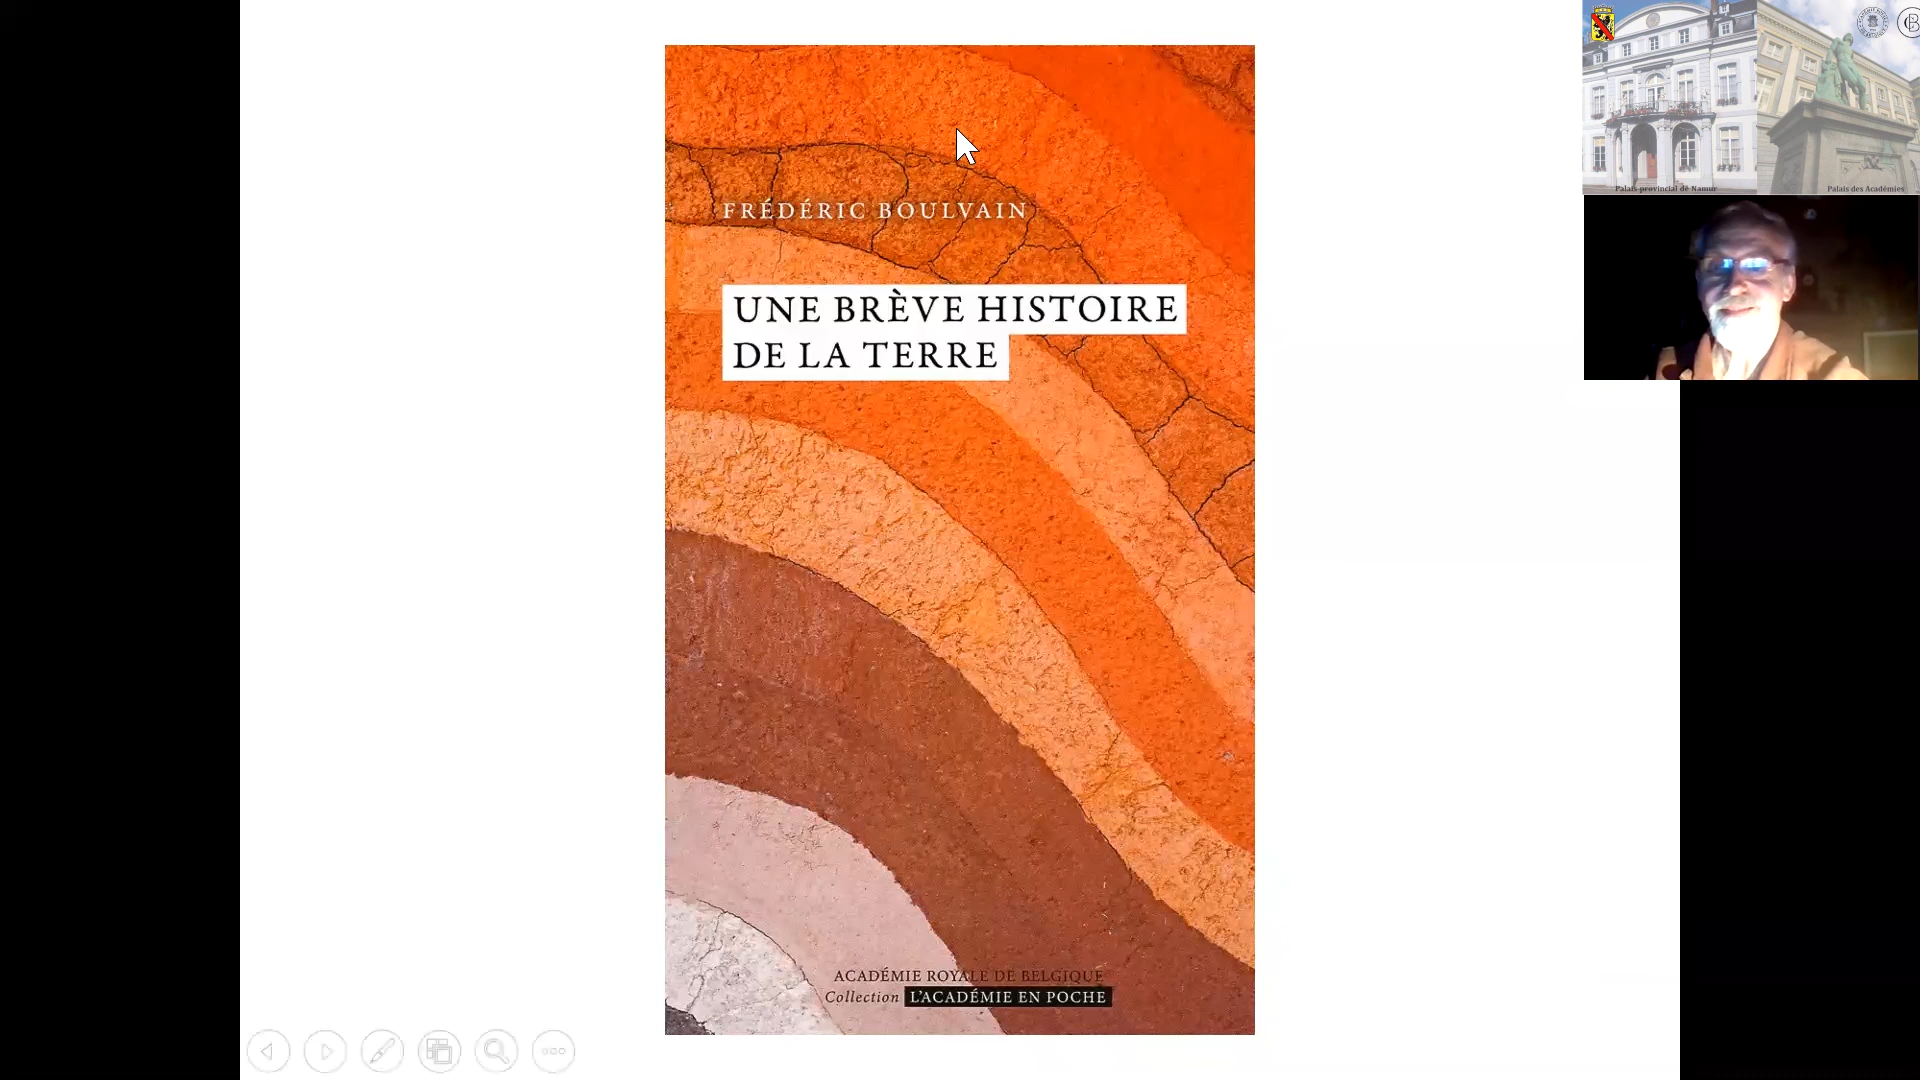 FRÉDÉRIC BOULVAIN
UNE BRÈVE HISTOIRE
DE LA TERRE
ACADÉMIE ROYALE DE BELGIQUE
Collection L'ACADÉMIE EN POCHE
Palais provincial de Namur
Palais des Académies